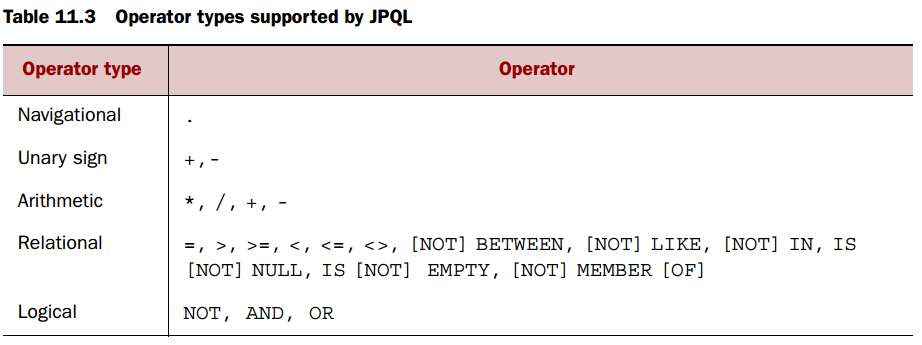 Table 11.3 Operator types supported by JPQL
Operator type Operator
Navigational .
Unary sign +,-
Arithmetic *, /, +, -
Relational =, >, >=, <, <=, <>, [NOT] BETWEEN, [NOT] LIKE, [NOT] IN, IS
[NOT] NULL, IS [NOT] EMPTY, [NOT] MEMBER [OF]
Logical NOT, AND, OR